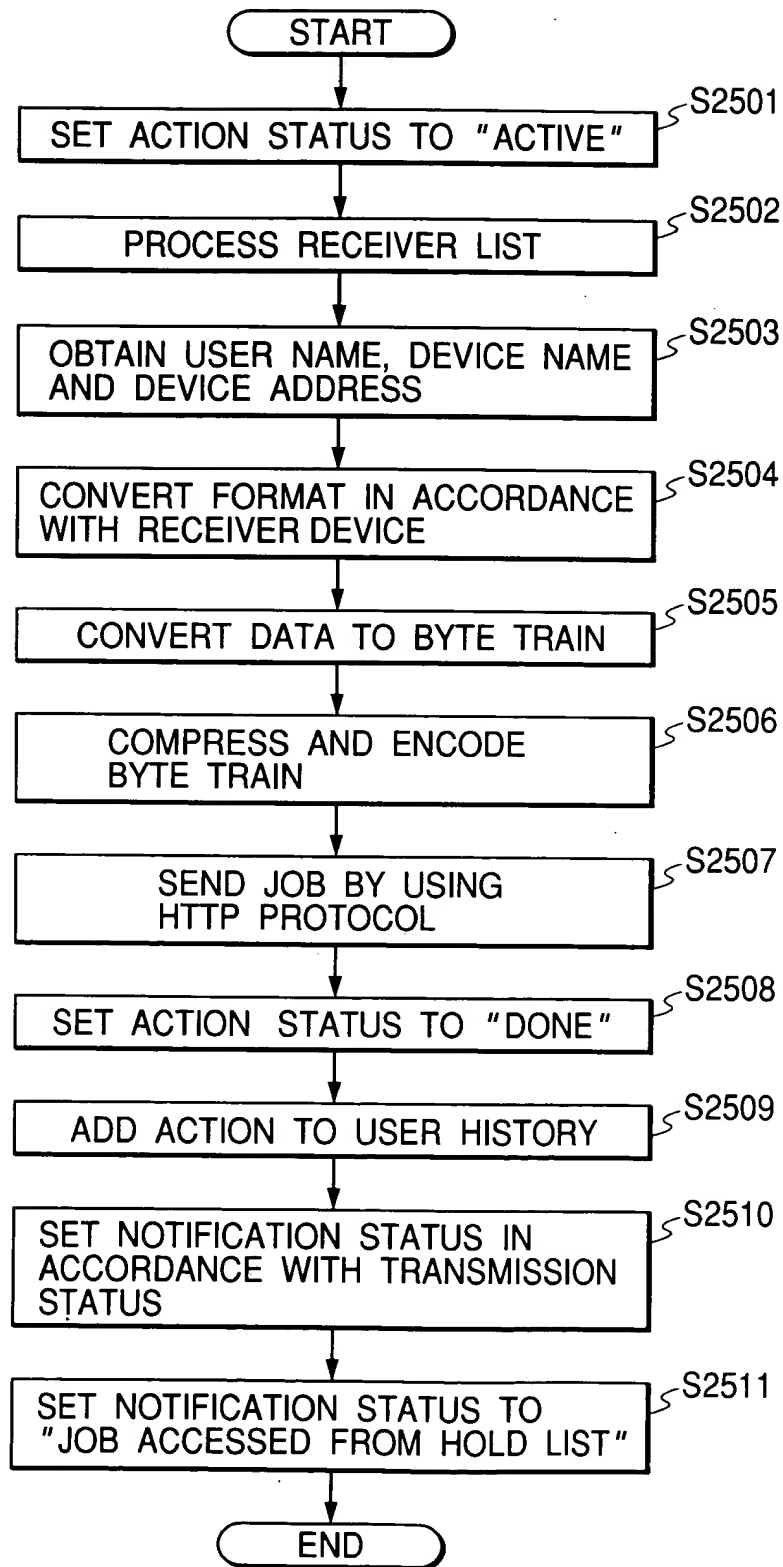 START
S2501
SET ACTION STATUS TO "ACTIVE"
S2502
PROCESS RECEIVER LIST
S2503
OBTAIN USER NAME, DEVICE NAME
AND DEVICE ADDRESS
S2504
CONVERT FORMAT IN ACCORDANCE
WITH RECEIVER DEVICE
S2505
CONVERT DATA TO BYTE TRAIN
S2506
COMPRESS AND ENCODE
BYTE TRAIN
S2507
SEND JOB BY USING
HTTP PROTOCOL
S2508
SET ACTION STATUS TO "DONE"
S2509
ADD ACTION TO USER HISTORY
S2510
SET NOTIFICATION STATUS IN
ACCORDANCE WITH TRANSMISSION
STATUS
S2511
SET NOTIFICATION STATUS TO
"JOB ACCESSED FROM HOLD LIST"
END